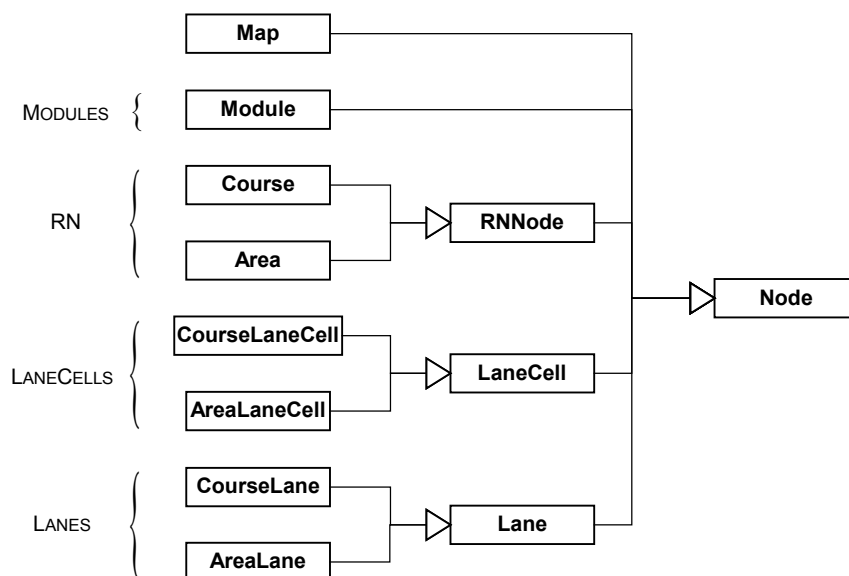 Map
MODULES
Module
Course
RN
RNNode
Area
Node
CourseLaneCell
LANECELLS
LaneCell
AreaLaneCell
CourseLane
LANES
Lane
AreaLane